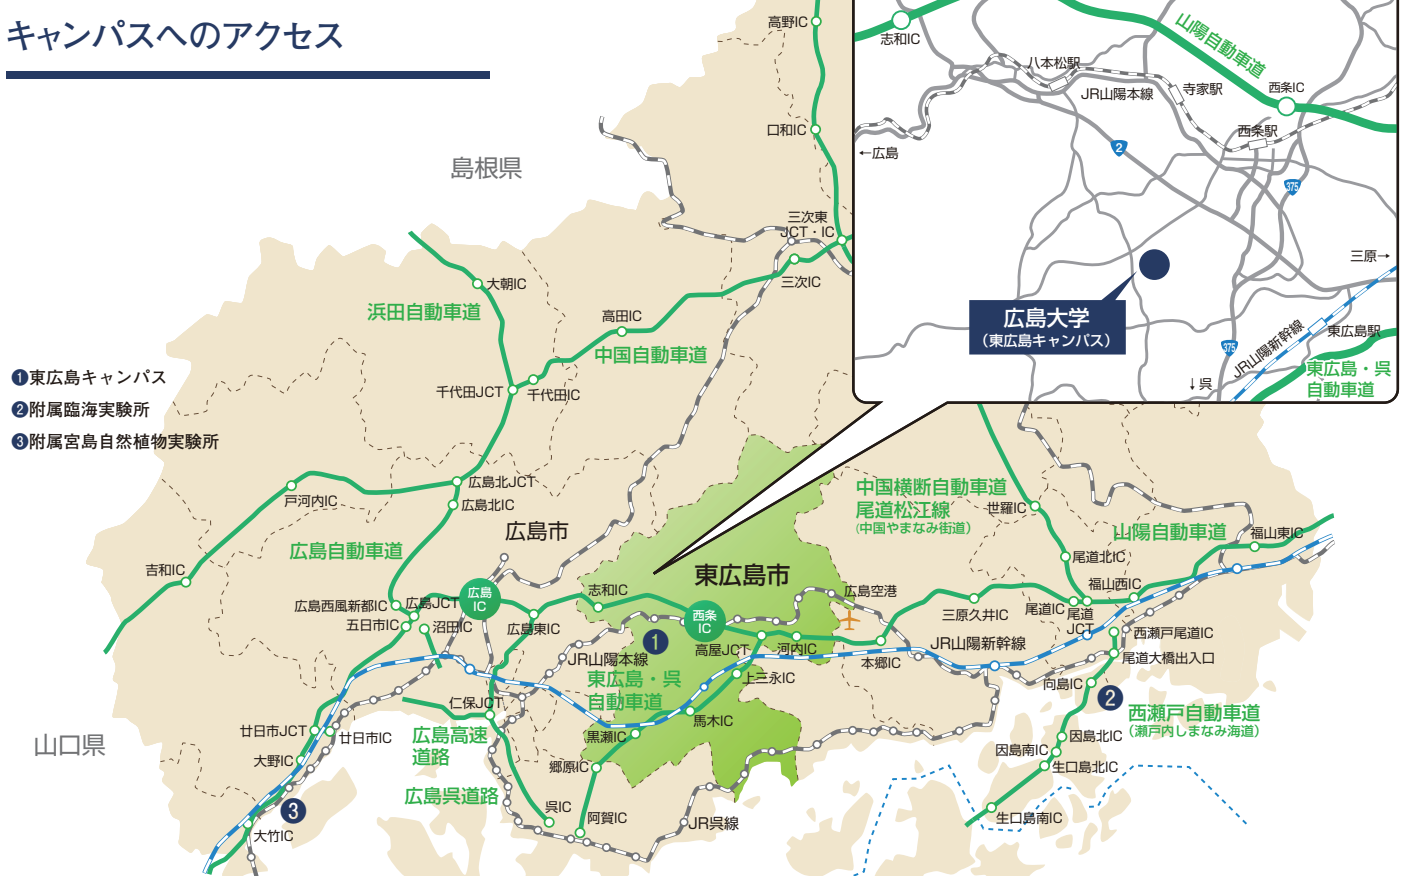 キャンパスへのアクセス
❶東広島キャンパス
❷附属臨海実験所
❸附属宮島自然植物実験所
島根県
山口県
高野IC
口和IC
三次東
JCT・IC
三次IC
大朝IC
浜田自動車道
高田IC
中国自動車道
千代田JCT
千代田IC
広島北JCT
広島北IC
戸河内IC
広島自動車道
吉和IC
広島市
広島西風新都IC
広島JCT
五日市IC
沼田IC
広島
IC
広島東IC
志和IC
東広島市
西条
IC
1
高屋JCT
河内IC
広島空港
本郷IC
三原久井IC
JR山陽新幹線
JR山陽本線
東広島・呉
自動車道
上三永IC
馬木IC
黒瀬IC
郷原IC
阿賀IC
呉IC
JR呉線
仁保JCT
広島高速
道路
広島呉道路
廿日市JCT
廿日市IC
大野IC
3
大竹IC
中国横断自動車道
尾道松江線
(中国やまなみ街道)
世羅IC
尾道北IC
山陽自動車道
福山東IC
福山西IC
尾道IC
尾道
JCT
西瀬戸尾道IC
尾道大橋出入口
向島IC
2
西瀬戸自動車道
(瀬戸内しまなみ海道)
因島北IC
因島南IC
生口島北IC
生口島南IC
志和IC
山陽自動車道
八本松駅
JR山陽本線
寺家駅
西条IC
西条駅
←広島
2
375
三原→
広島大学
(東広島キャンパス)
375
JR山陽新幹線
東広島駅
↓呉
東広島・呉
自動車道